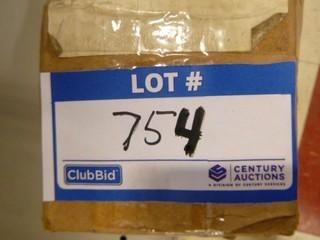 LOT #
754
ClubBid
CENTURY
AUCTIONS
A DIVISION OF CENTURY SERVICES